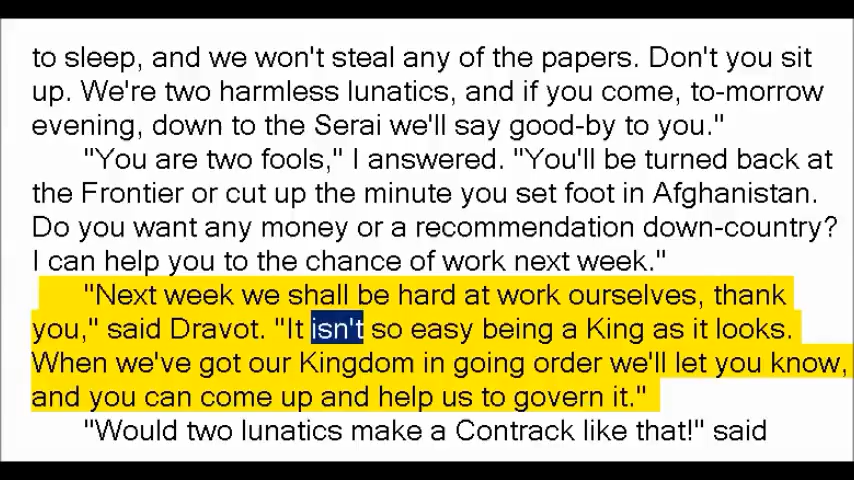 to sleep, and we won't steal any of the papers. Don't you sit
up. We're two harmless lunatics, and if you come, to-morrow
evening, down to the Serai we'll say good-by to you."
"You are two fools," I answered. "You'll be turned back at
the Frontier or cut up the minute you set foot in Afghanistan.
Do you want any money or a recommendation down-country?
I can help you to the chance of work next week."
"Next week we shall be hard at work ourselves, thank
you," said Dravot. "It isn't so easy being a King as it looks.
When we've got our Kingdom in going order we'll let you know,
and you can come up and help us to govern it."
"Would two lunatics make a Contrack like that!" said